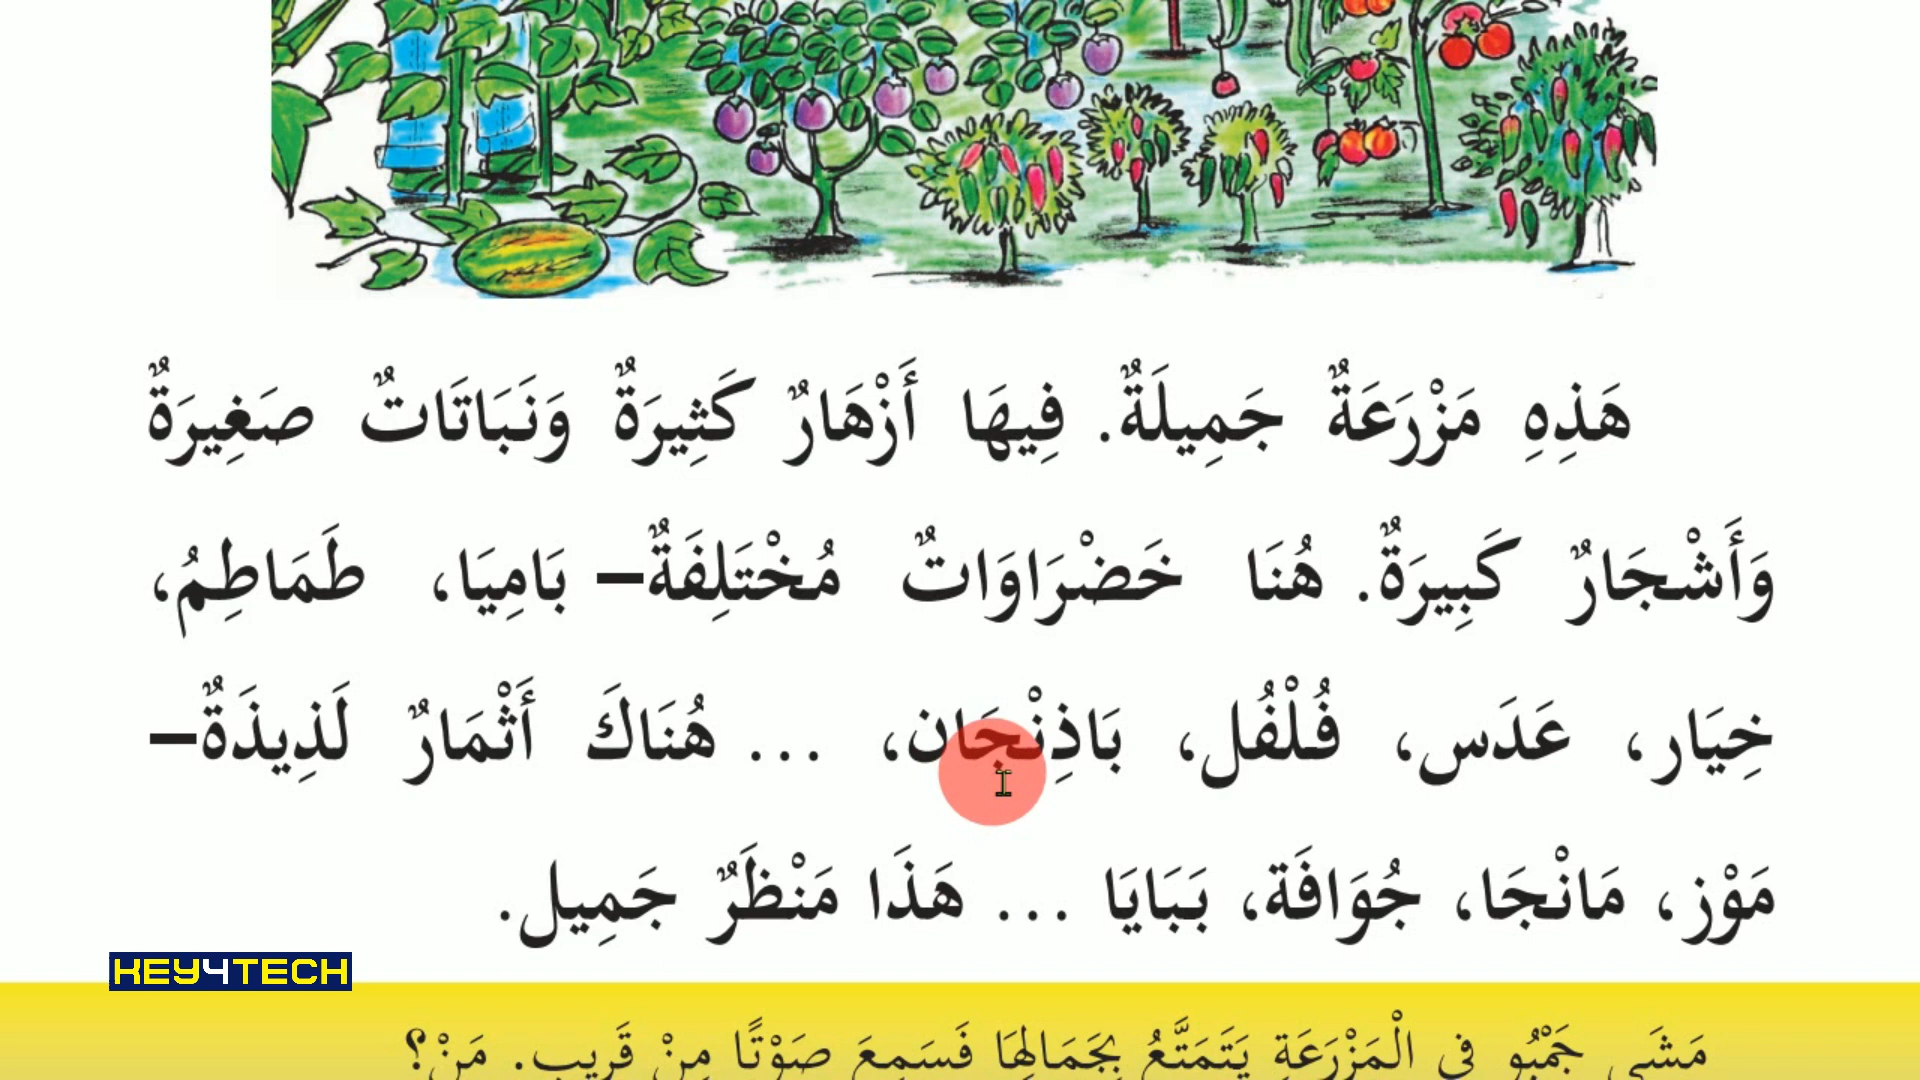 هَذِهِ مَزْرَعَةٌ جَمِيلَةٌ. فِيهَا أَزْهَارٌ كَثِيرَةٌ وَنَبَاتَاتٌ صَغِيرَةٌ
وَأَشْجَارٌ كَبِيرَةٌ. هُنَا خَضْرَاوَاتٌ مُخْتَلِفَةٌ– بَامِيَا، طَمَاطِمُ،
خِيَار، عَدَس، فُلْفُل، بَاذِنْجَان، ... هُنَاكَ أَثْمَارٌ لَذِيذَةٌ–
مَوْز، مَانْجَا، جُوَافَة، بَبَايَا ... هَذَا مَنْظَرٌ جَمِيل.
KEY4TECH
مَشَى جَمْبُو فِي الْمَزْرَعَةِ يَتَمَتَّعُ بِجَمَالِهَا فَسَمِعَ صَوْتًا مِنْ قَرِيبٍ. مَنْ؟